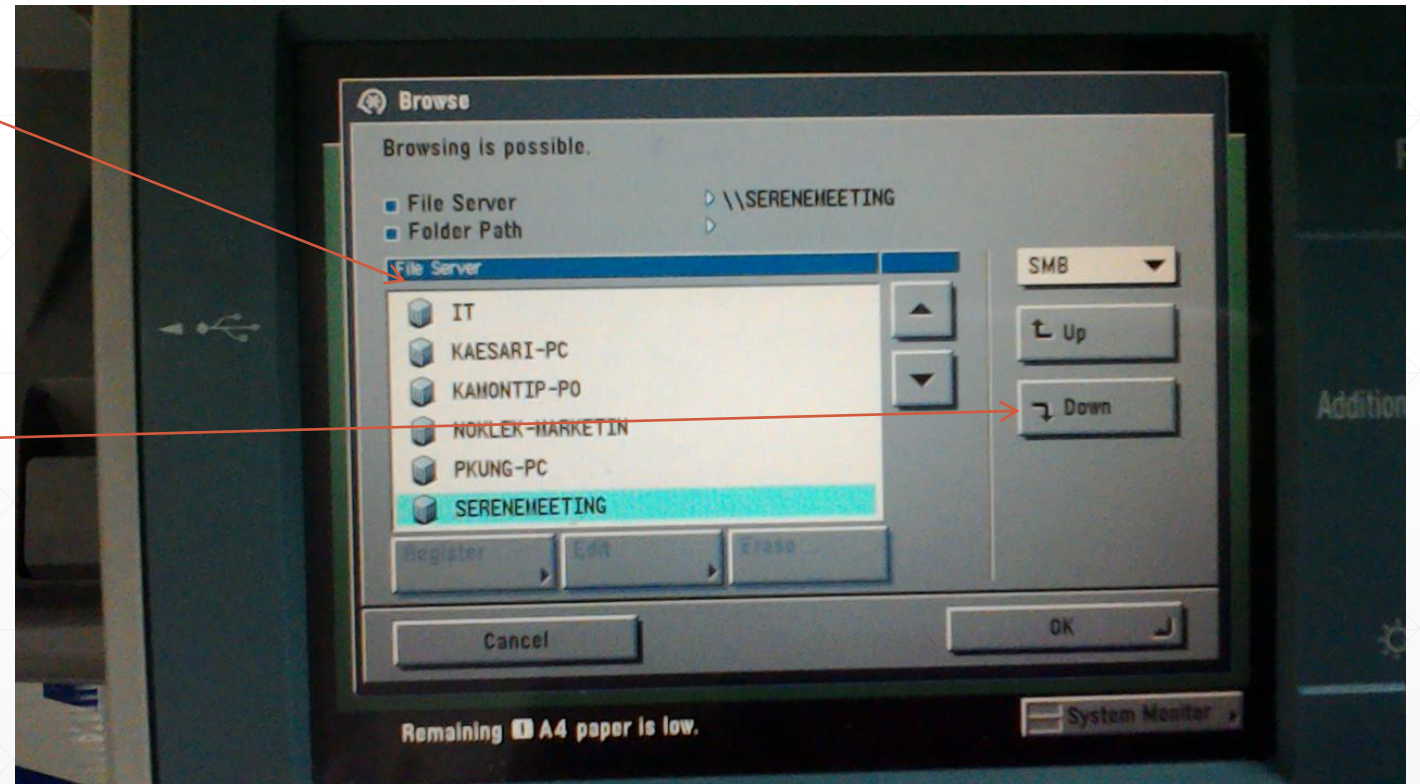 Browse
Browsing is possible.
File Server \\SERENEMEETING
Folder Path
File Server
SMB
IT
Up
KAESARI-PC
KAMONTIP-PO
Down
NOKLEK-MARKETIN
PKUNG-PC
SERENEMEETING
Register Edit Erase
Cancel OK
Remaining 1 A4 paper is low.
System Monitor
Addition